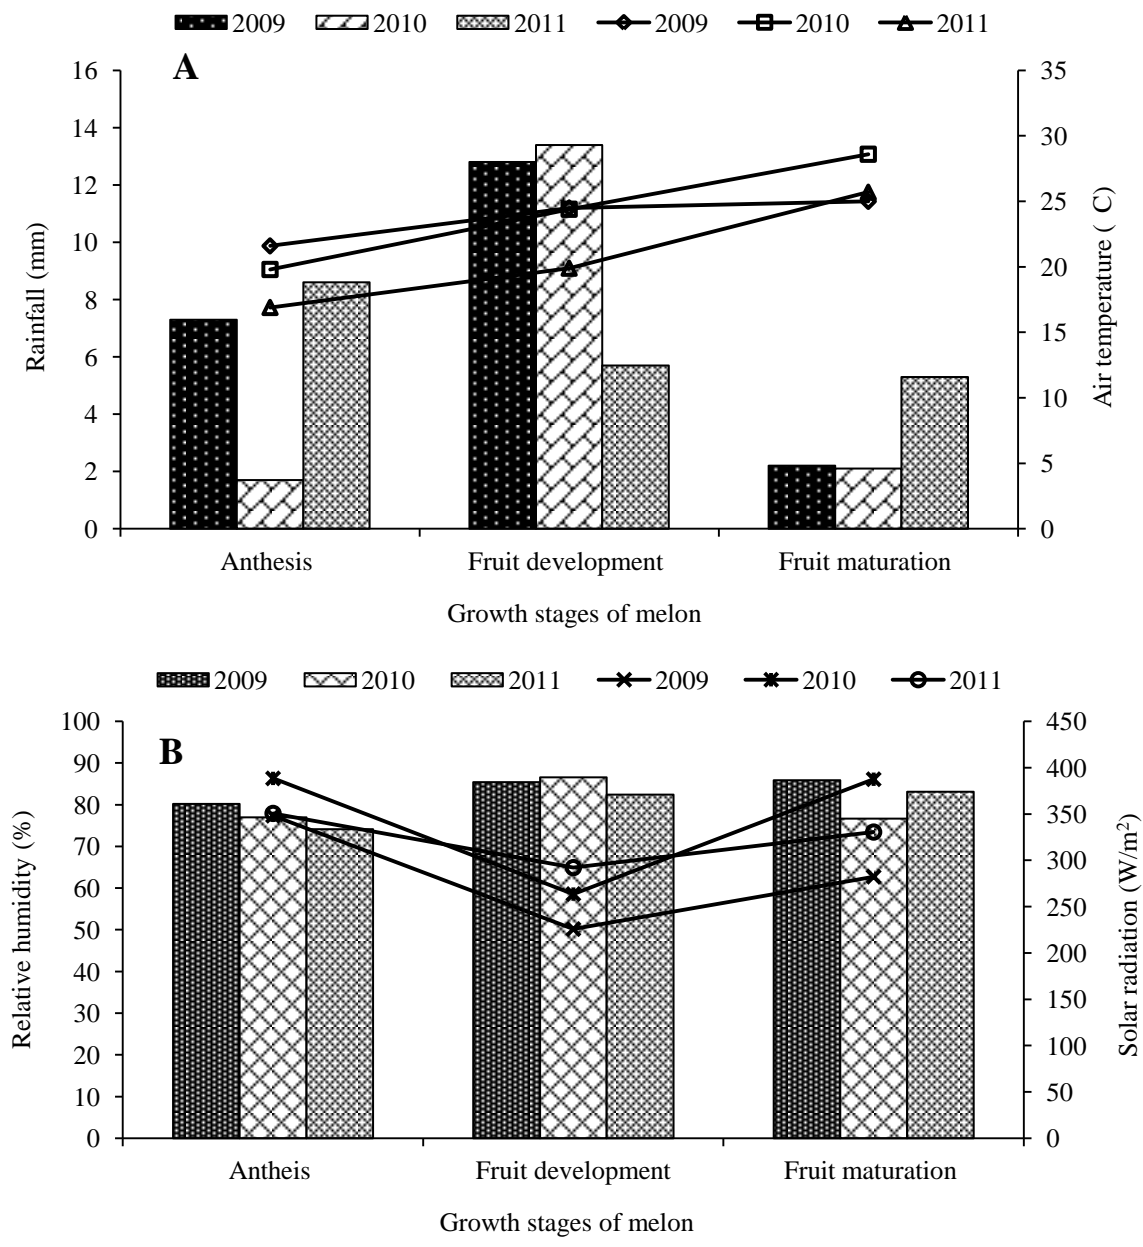 2009 2010 2011 2009 2010 2011
A
16 35
14 30
12 25
10 20
8 15
6 10
4 5
2 0
0
Rainfall (mm)
Air temperature ( C)
Anthesis Fruit development Fruit maturation
Growth stages of melon
2009 2010 2011 2009 2010 2011
B
100 450
90 400
80 350
70 300
60 250
50 200
40 150
30 100
20 50
10 0
0
Relative humidity (%)
Solar radiation (W/m²)
Antheis Fruit development Fruit maturation
Growth stages of melon